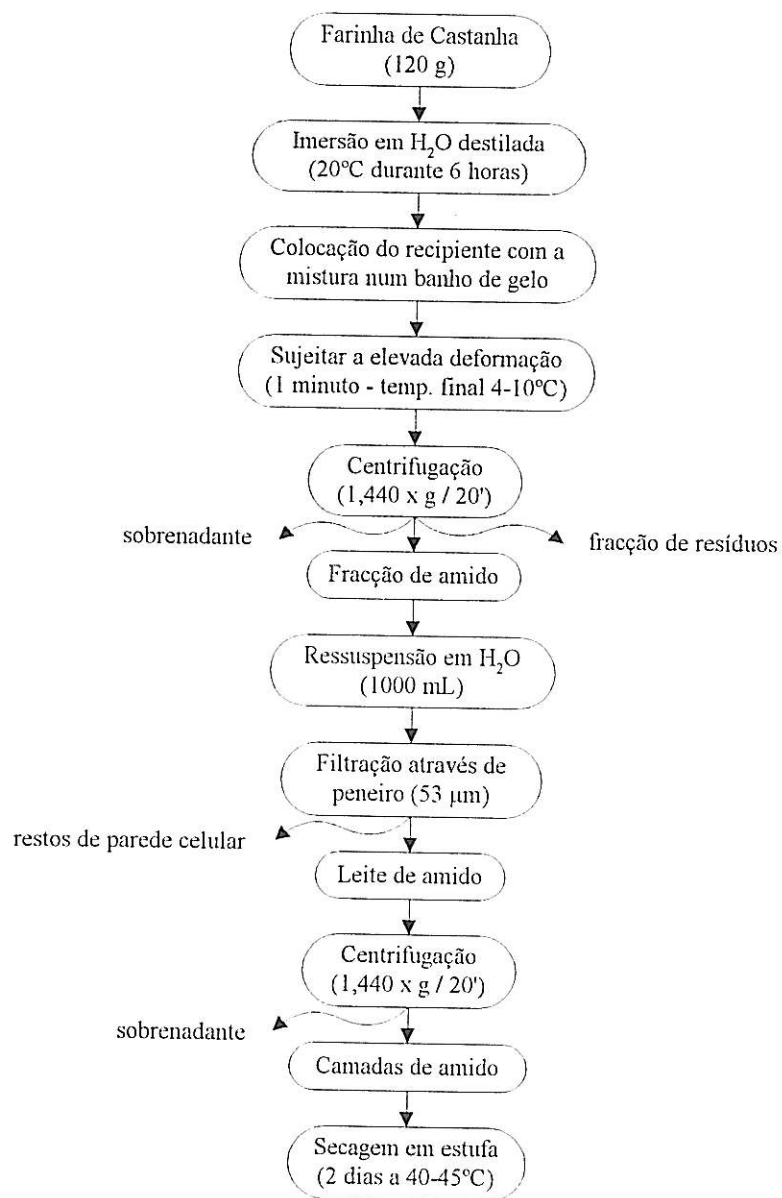 Farinha de Castanha
(120 g)
Imersão em H₂O destilada
(20ºC durante 6 horas)
Colocação do recipiente com a
mistura num banho de gelo
Sujeitar a elevada deformação
(1 minuto - temp. final 4-10ºC)
Centrifugação
(1,440 x g / 20')
sobrenadante
fracção de resíduos
Fracção de amido
Ressuspensão em H₂O
(1000 mL)
Filtração através de
peneiro (53 µm)
restos de parede celular
Leite de amido
Centrifugação
(1,440 x g / 20')
sobrenadante
Camadas de amido
Secagem em estufa
(2 dias a 40-45ºC)